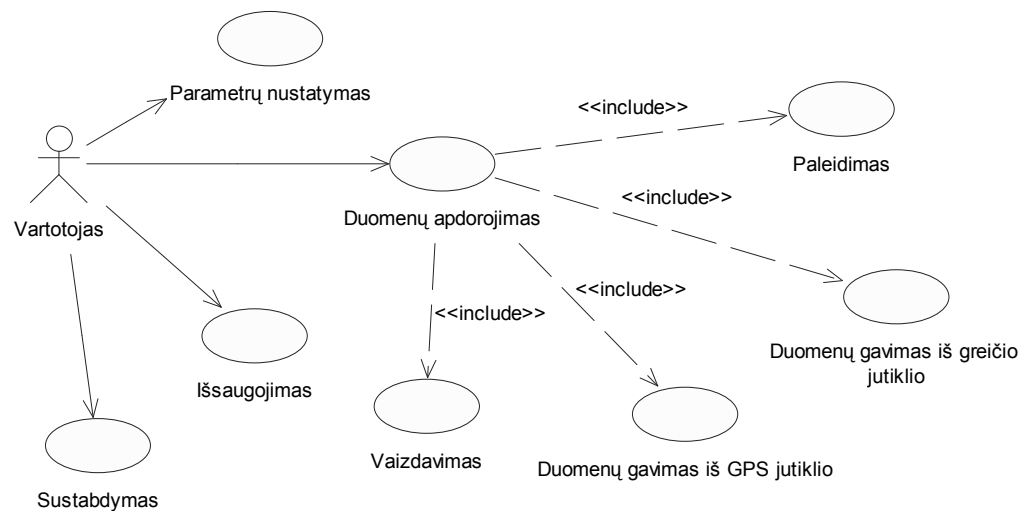 Parametrų nustatymas
<<include>>
Paleidimas
<<include>>
Vartotojas
Duomenų apdorojimas
<<include>>
<<include>>
Duomenų gavimas iš greičio
jutiklio
Išsaugojimas
Vaizdavimas
Duomenų gavimas iš GPS jutiklio
Sustabdymas